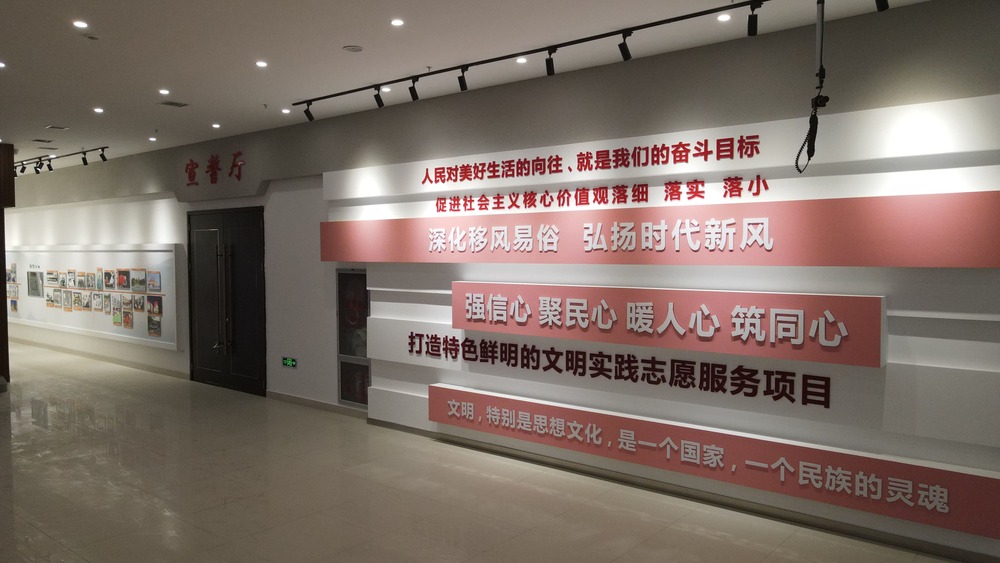 宣誓厅
人民对美好生活的向往、就是我们的奋斗目标
促进社会主义核心价值观落细 落实 落小
深化移风易俗 弘扬时代新风
强信心 聚民心 暖人心 筑同心
打造特色鲜明的文明实践志愿服务项目
文明，特别是思想文化，是一个国家，一个民族的灵魂